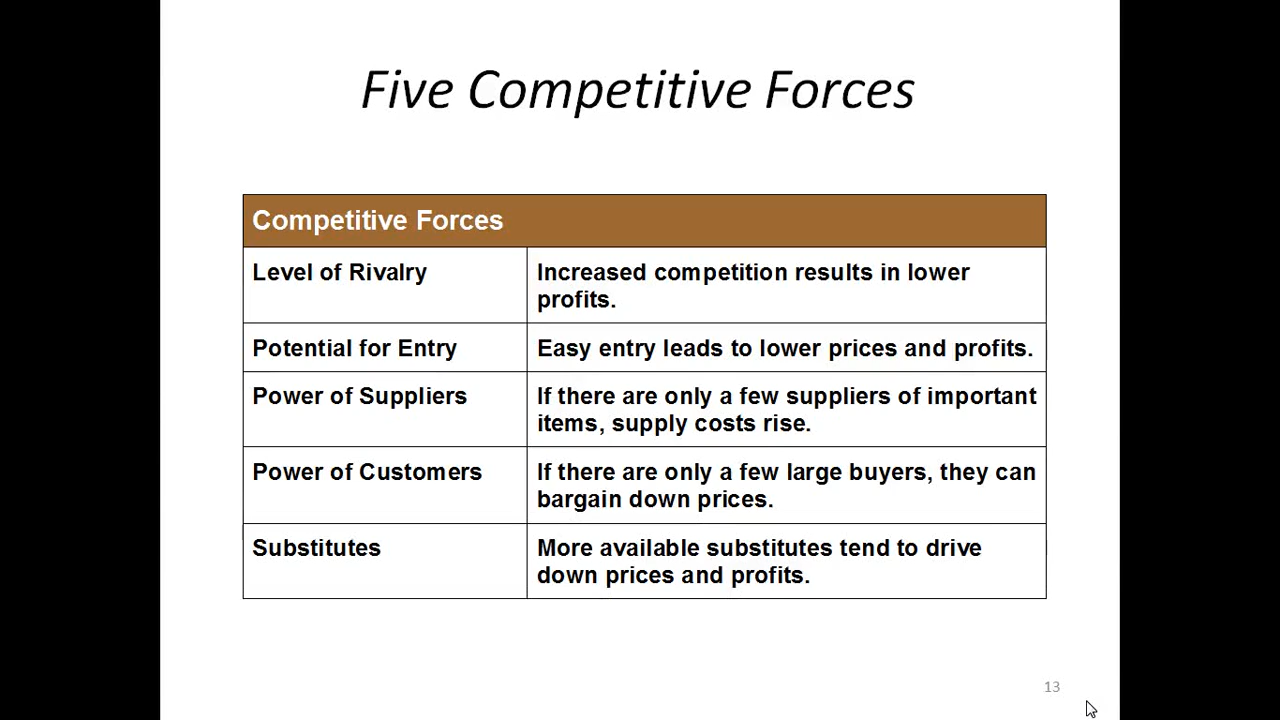 Five Competitive Forces
Competitive Forces
Level of Rivalry
Increased competition results in lower
profits.
Potential for Entry
Easy entry leads to lower prices and profits.
Power of Suppliers
If there are only a few suppliers of important
items, supply costs rise.
Power of Customers
If there are only a few large buyers, they can
bargain down prices.
Substitutes
More available substitutes tend to drive
down prices and profits.
13